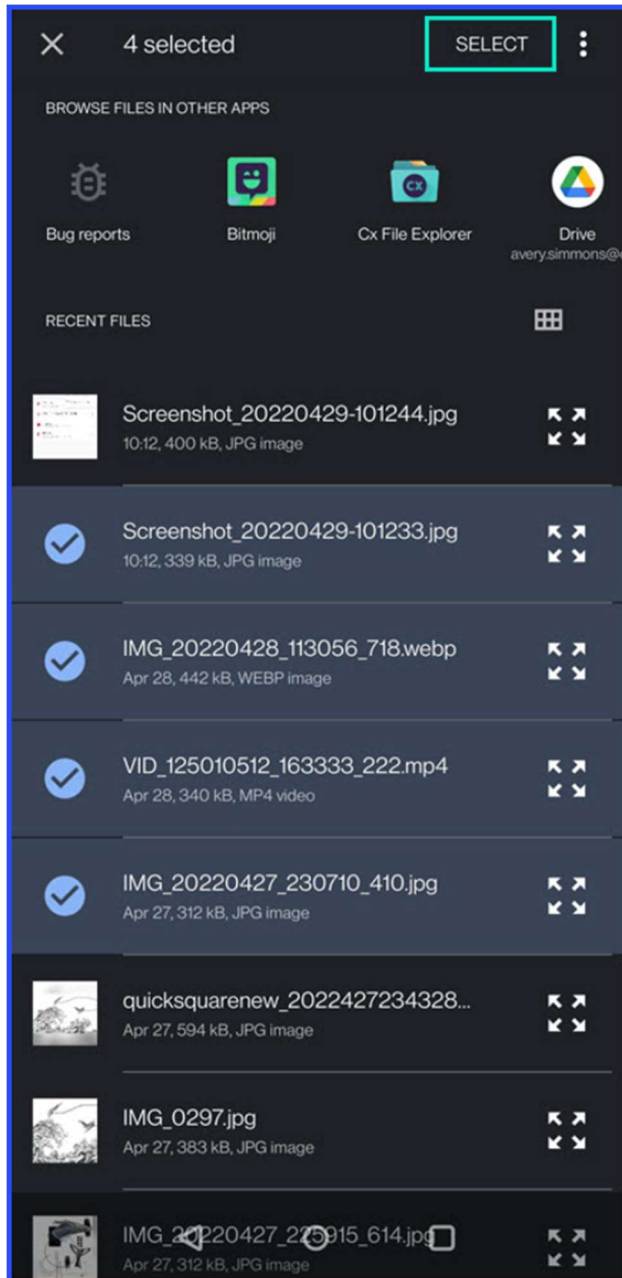 4 selected
SELECT
BROWSE FILES IN OTHER APPS
Bug reports
Bitmoji
CX
Cx File Explorer
Drive
avery.simmons@
RECENT FILES
Screenshot_20220429-101244.jpg
10:12, 400 kB, JPG image
Screenshot_20220429-101233.jpg
10:12, 339 kB, JPG image
IMG_20220428_113056_718.webp
Apr 28, 442 kB, WEBP image
VID_125010512_163333_222.mp4
Apr 28, 340 kB, MP4 video
IMG_20220427_230710_410.jpg
Apr 27, 312 kB, JPG image
quicksquarenew_2022427234328...
Apr 27, 594 kB, JPG image
IMG_0297.jpg
Apr 27, 383 kB, JPG image
IMG_20220427_225915_614.jpg
Apr 27, 312 kB, JPG image